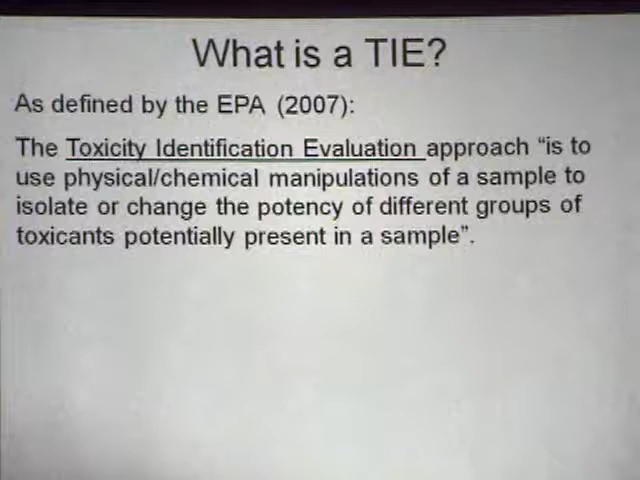 What is a TIE?
As defined by the EPA (2007):
The Toxicity Identification Evaluation approach “is to
use physical/chemical manipulations of a sample to
isolate or change the potency of different groups of
toxicants potentially present in a sample”.